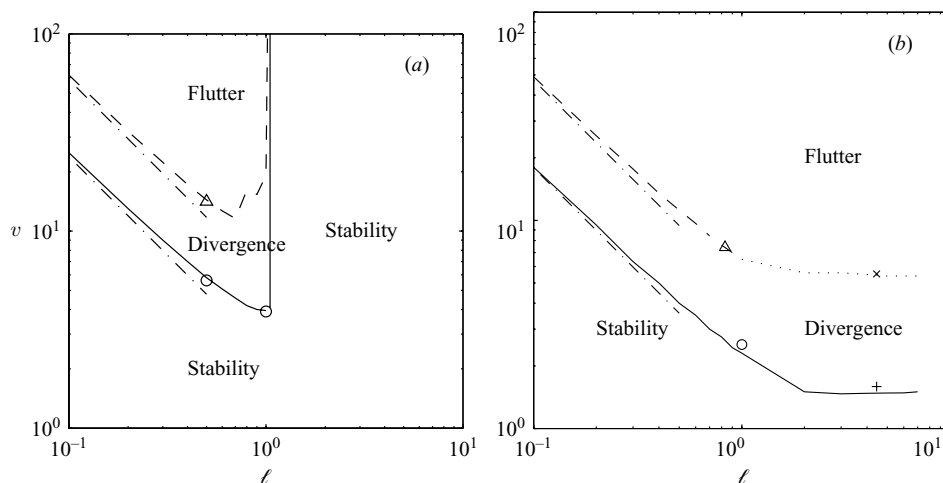 10²
(a)
Flutter
v
10¹
Divergence
Stability
Stability
10⁰
10⁻¹
10⁰
10¹
ℓ
10²
(b)
Flutter
10¹
Stability
Divergence
10⁰
10⁻¹
10⁰
10¹
ℓ